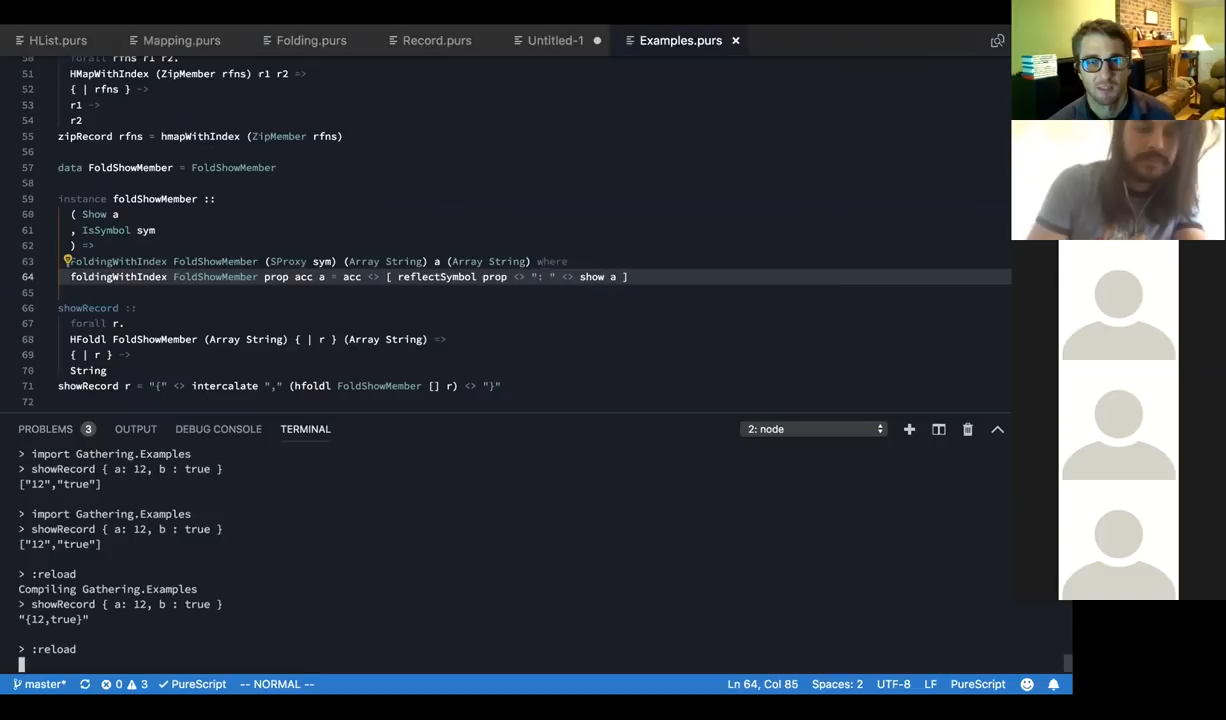 HList.purs Mapping.purs Folding.purs Record.purs Untitled-1 Examples.purs
50 forall rfns r1 r2.
51 HMapWithIndex (ZipMember rfns) r1 r2 =>
52 { | rfns } ->
53 r1 ->
54 r2
55 zipRecord rfns = hmapWithIndex (ZipMember rfns)
56
57 data FoldShowMember = FoldShowMember
58
59 instance foldShowMember ::
60 ( Show a
61 , IsSymbol sym
62 ) =>
63 FoldingWithIndex FoldShowMember (SProxy sym) (Array String) a (Array String) where
64 foldingWithIndex FoldShowMember prop acc a = acc <> [ reflectSymbol prop <> ": " <> show a ]
65
66 showRecord ::
67 forall r.
68 HFoldl FoldShowMember (Array String) { | r } (Array String) =>
69 { | r } ->
70 String
71 showRecord r = "{" <> intercalate "," (hfoldl FoldShowMember [] r) <> "}"
72
PROBLEMS 3 OUTPUT DEBUG CONSOLE TERMINAL 2: node
> import Gathering.Examples
> showRecord { a: 12, b : true }
["12","true"]
> import Gathering.Examples
> showRecord { a: 12, b : true }
["12","true"]
> :reload
Compiling Gathering.Examples
> showRecord { a: 12, b : true }
"{12,true}"
> :reload
master* 0 3 PureScript -- NORMAL -- Ln 64, Col 85 Spaces: 2 UTF-8 LF PureScript